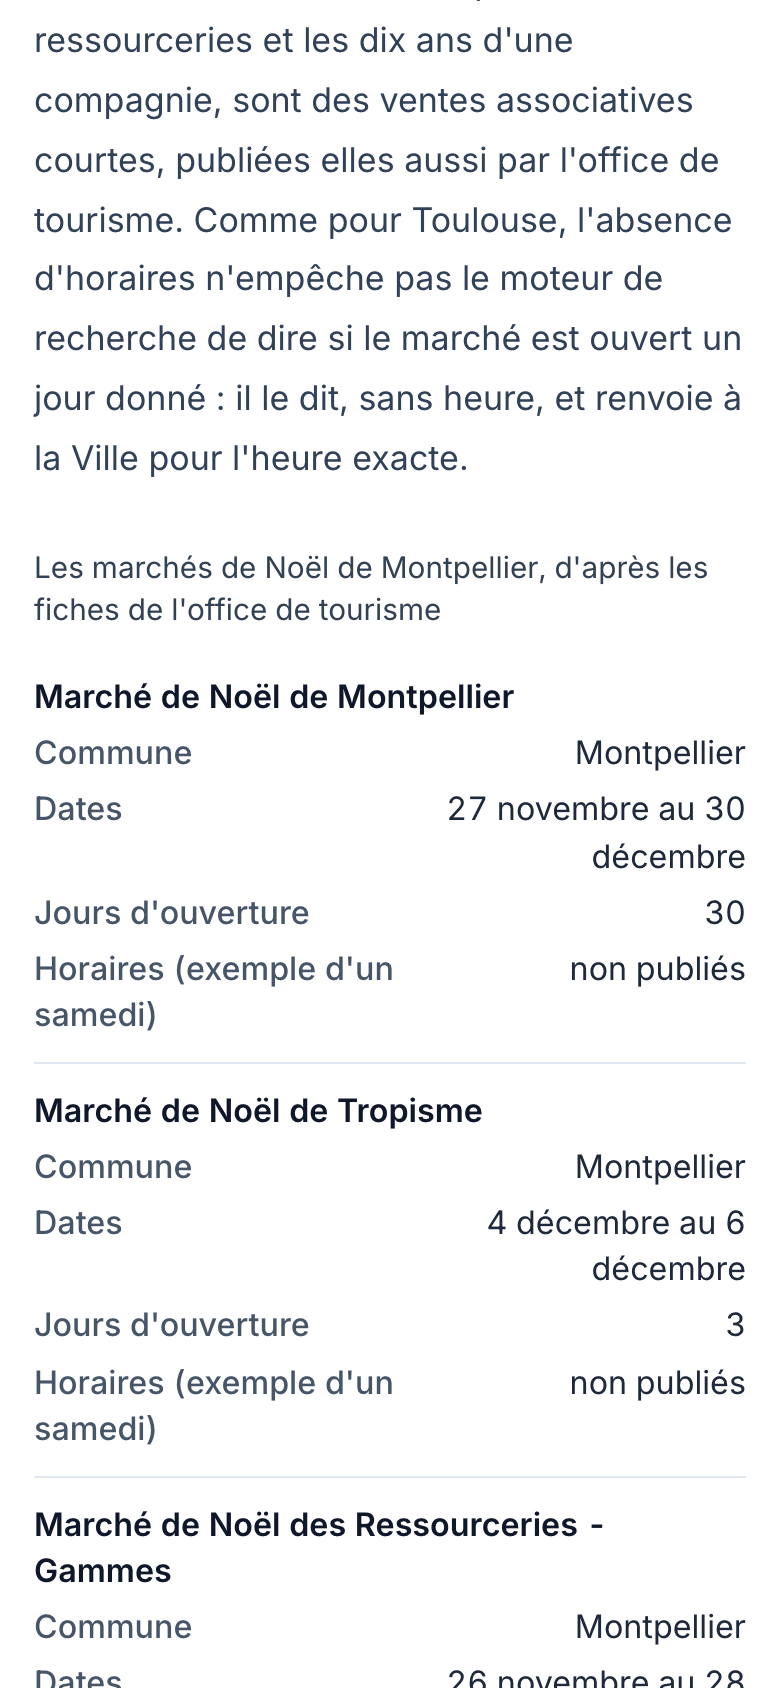 ressourceries et les dix ans d'une
compagnie, sont des ventes associatives
courtes, publiées elles aussi par l'office de
tourisme. Comme pour Toulouse, l'absence
d'horaires n'empêche pas le moteur de
recherche de dire si le marché est ouvert un
jour donné : il le dit, sans heure, et renvoie à
la Ville pour l'heure exacte.
Les marchés de Noël de Montpellier, d'après les
fiches de l'office de tourisme
Marché de Noël de Montpellier
Commune Montpellier
Dates 27 novembre au 30
décembre
Jours d'ouverture 30
Horaires (exemple d'un non publiés
samedi)
Marché de Noël de Tropisme
Commune Montpellier
Dates 4 décembre au 6
décembre
Jours d'ouverture 3
Horaires (exemple d'un non publiés
samedi)
Marché de Noël des Ressourceries -
Gammes
Commune Montpellier
Dates 26 novembre au 28